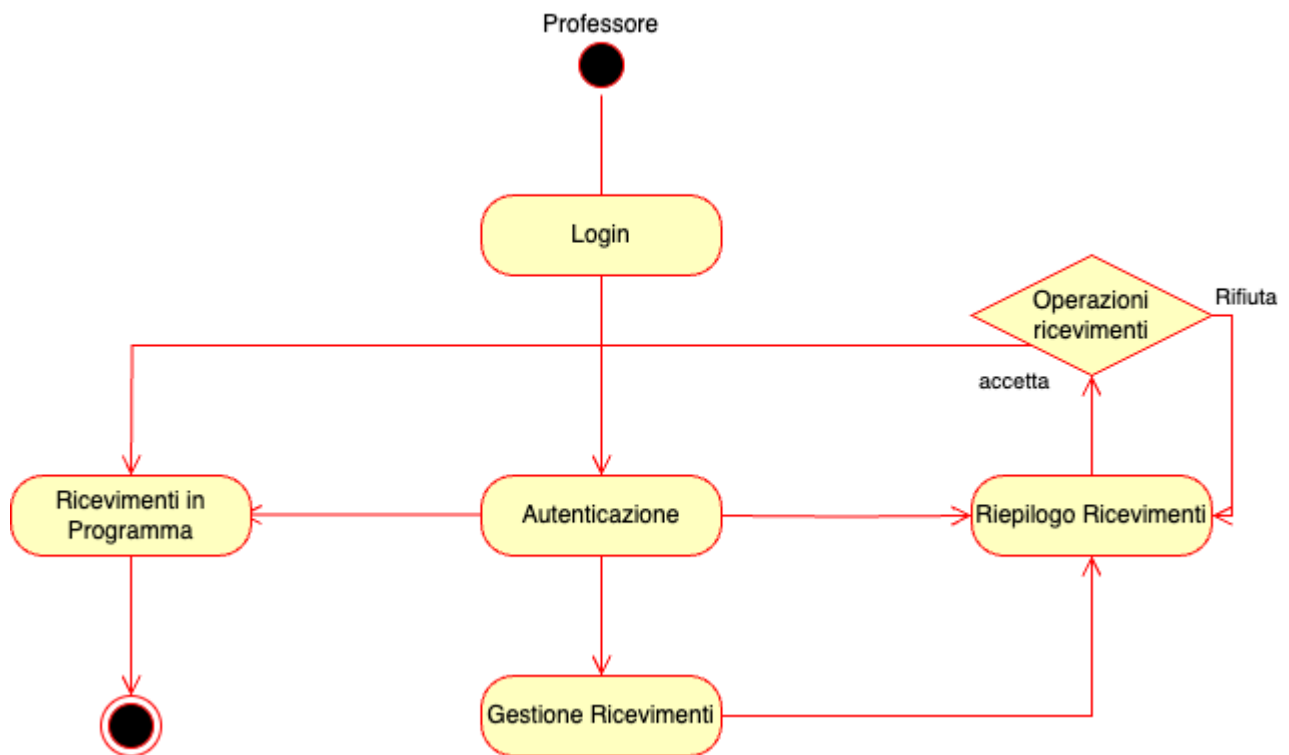 Professore
Login
Operazioni
ricevimenti
Rifiuta
accetta
Ricevimenti in
Programma
Autenticazione
Riepilogo Ricevimenti
Gestione Ricevimenti